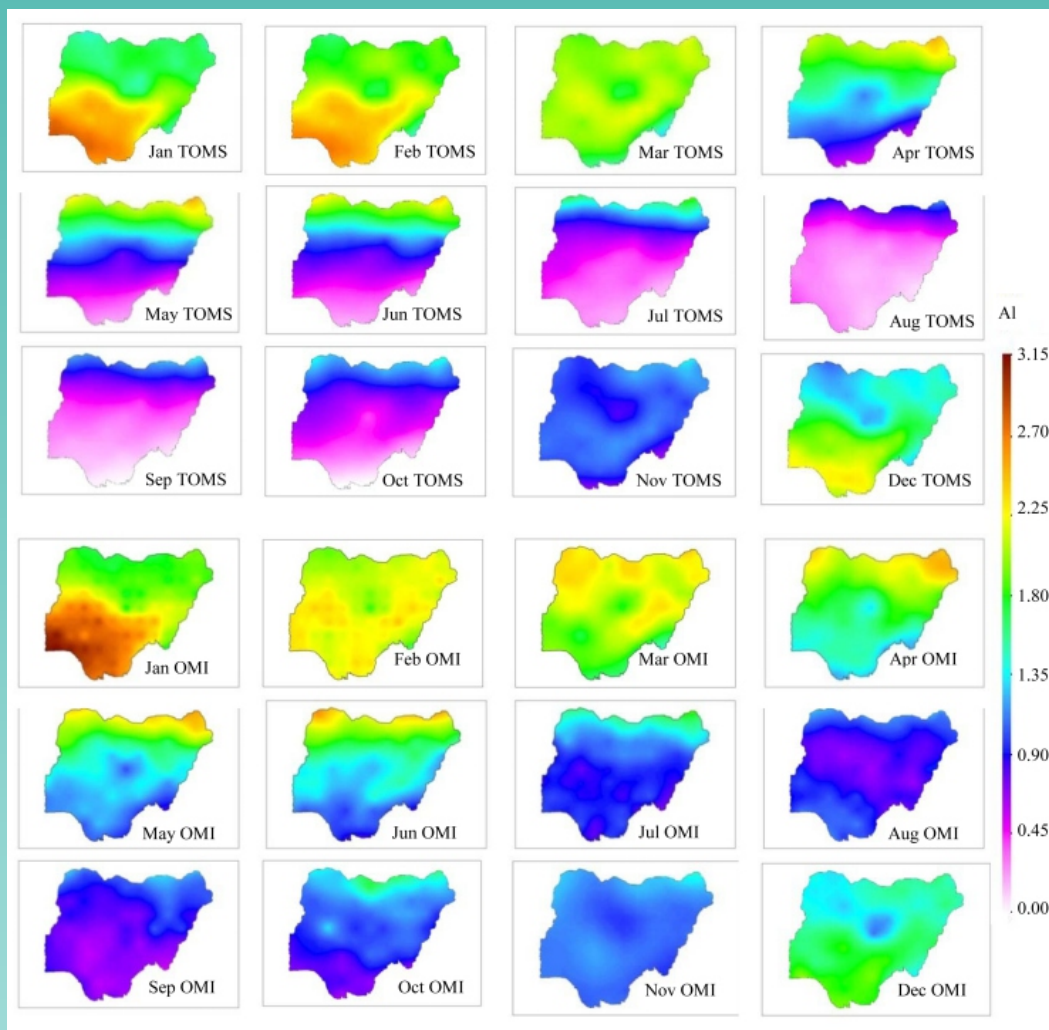 Jan TOMS
Feb TOMS
Mar TOMS
Apr TOMS
May TOMS
Jun TOMS
Jul TOMS
Aug TOMS
Sep TOMS
Oct TOMS
Nov TOMS
Dec TOMS
Jan OMI
Feb OMI
Mar OMI
Apr OMI
May OMI
Jun OMI
Jul OMI
Aug OMI
Sep OMI
Oct OMI
Nov OMI
Dec OMI
AI
3.15
2.70
2.25
1.80
1.35
0.90
0.45
0.00